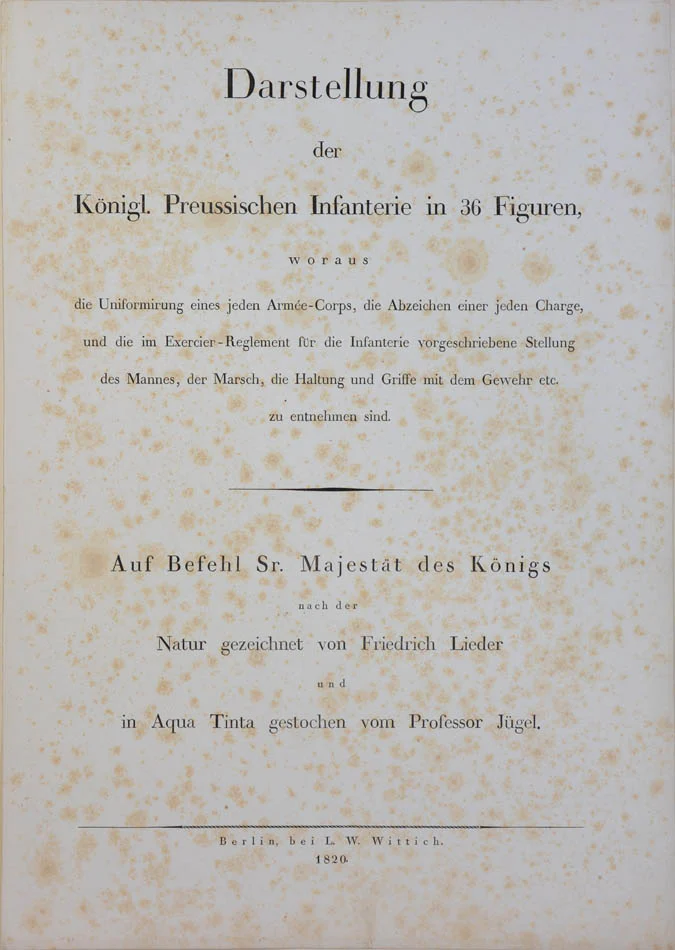 Darstellung
der
Königl. Preussischen Infanterie in 36 Figuren,
woraus
die Uniformirung eines jeden Armée-Corps, die Abzeichen einer jeden Charge,
und die im Exercier-Reglement für die Infanterie vorgeschriebene Stellung
des Mannes, der Marsch, die Haltung und Griffe mit dem Gewehr etc.
zu entnehmen sind.
Auf Befehl Sr. Majestät des Königs
nach der
Natur gezeichnet von Friedrich Lieder
und
in Aqua Tinta gestochen vom Professor Jügel.
Berlin, bei L. W. Wittich.
1820.